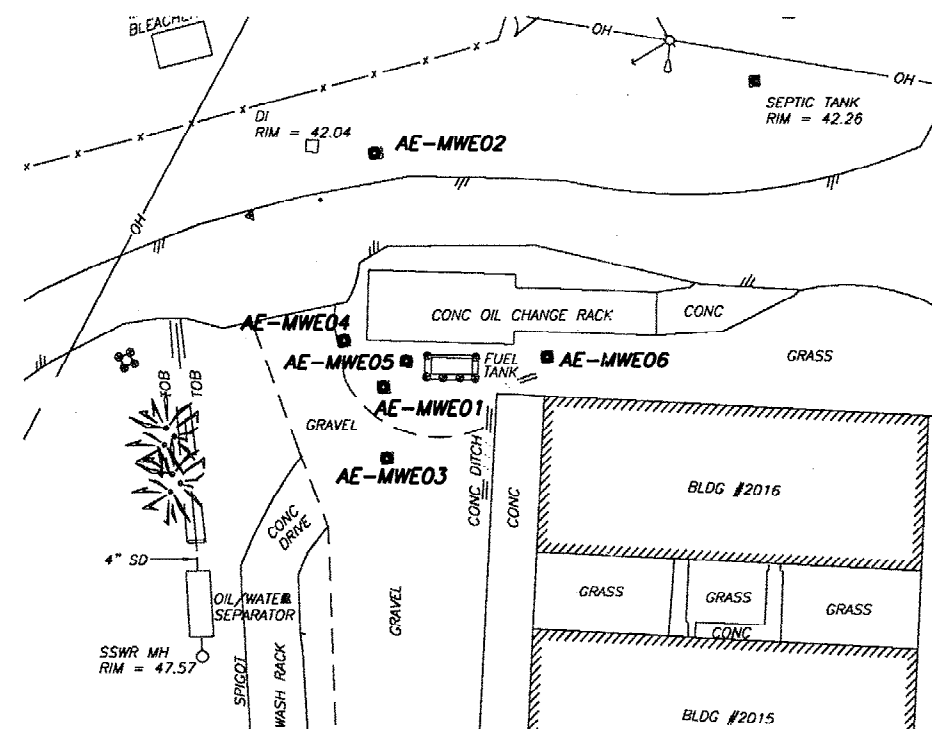 BLEACHER
OH
OH
SEPTIC TANK
RIM = 42.26
DI
RIM = 42.04
AE-MWE02
OH
CONC OIL CHANGE RACK
CONC
AE-MWE04
AE-MWE05
FUEL
TANK
AE-MWE06
GRASS
TOB
TOB
AE-MWE01
GRAVEL
AE-MWE03
CONC DITCH
CONC
BLDG #2016
CONC
DRIVE
4" SD
OIL/WATER
SEPARATOR
GRAVEL
GRASS
GRASS
GRASS
CONC
SSWR MH
RIM = 47.57
SPIGOT
WASH RACK
BLDG #2015